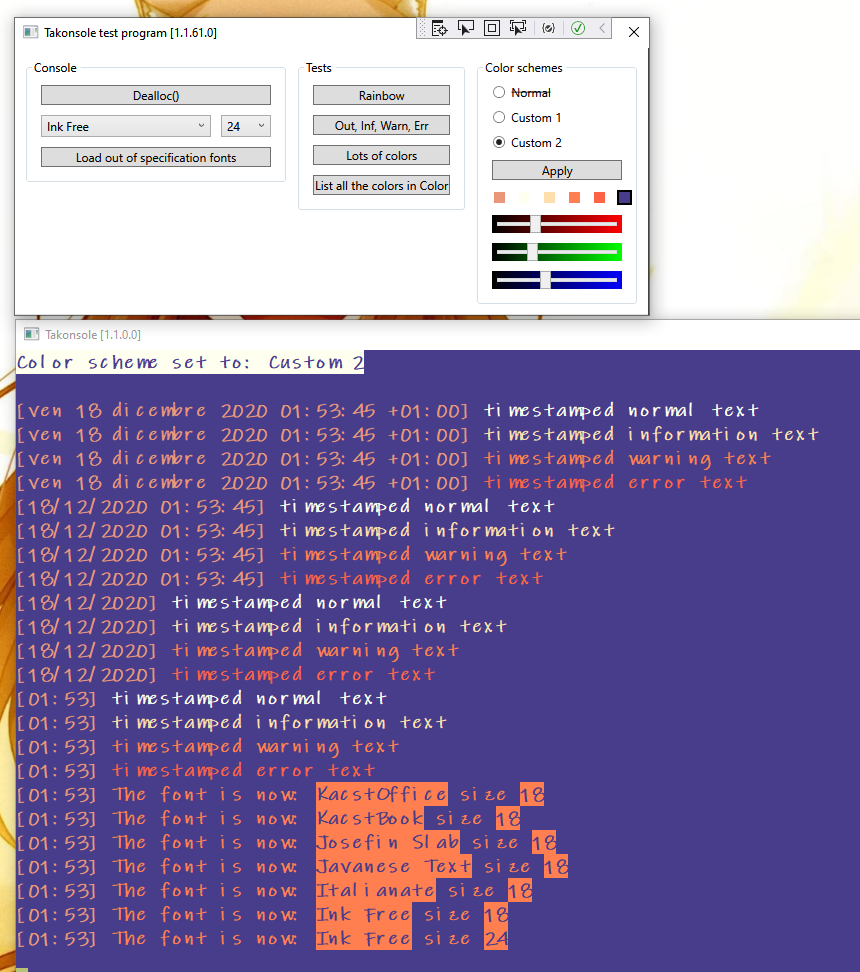 Takonsole test program [1.1.61.0]
Console
Dealloc()
Ink Free 24
Load out of specification fonts
Tests
Rainbow
Out, Inf, Warn, Err
Lots of colors
List all the colors in Color
Color schemes
Normal
Custom 1
Custom 2
Apply
Takonsole [1.1.0.0]
Color scheme set to: Custom 2
[ven 18 dicembre 2020 01:53:45 +01:00] timestamped normal text
[ven 18 dicembre 2020 01:53:45 +01:00] timestamped information text
[ven 18 dicembre 2020 01:53:45 +01:00] timestamped warning text
[ven 18 dicembre 2020 01:53:45 +01:00] timestamped error text
[18/12/2020 01:53:45] timestamped normal text
[18/12/2020 01:53:45] timestamped information text
[18/12/2020 01:53:45] timestamped warning text
[18/12/2020 01:53:45] timestamped error text
[18/12/2020] timestamped normal text
[18/12/2020] timestamped information text
[18/12/2020] timestamped warning text
[18/12/2020] timestamped error text
[01:53] timestamped normal text
[01:53] timestamped information text
[01:53] timestamped warning text
[01:53] timestamped error text
[01:53] The font is now: KacstOffice size 18
[01:53] The font is now: KacstBook size 18
[01:53] The font is now: Josefin Slab size 18
[01:53] The font is now: Javanese Text size 18
[01:53] The font is now: Italianate size 18
[01:53] The font is now: Ink Free size 18
[01:53] The font is now: Ink Free size 24